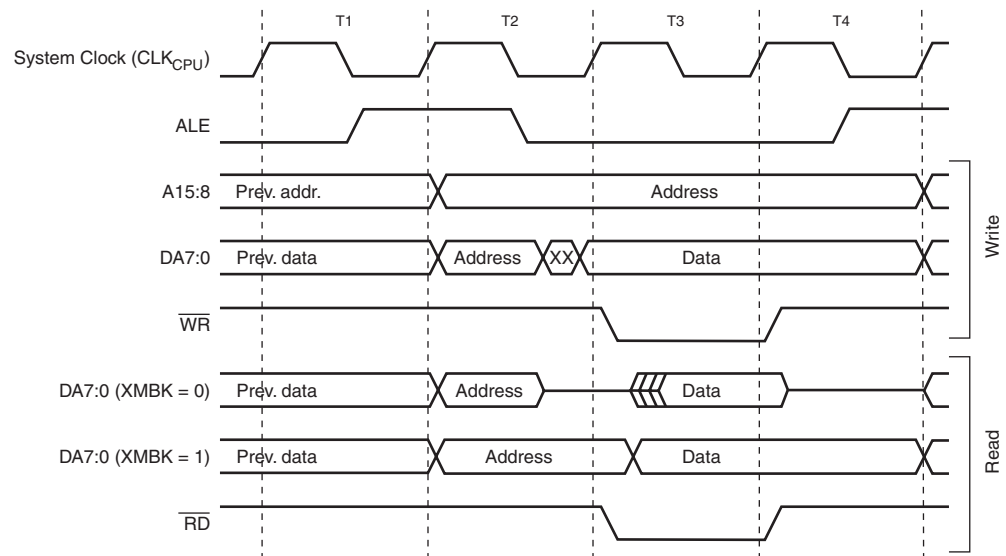 T1 T2 T3 T4
System Clock (CLKCPU)
ALE
A15:8 Prev. addr. Address
DA7:0 Prev. data Address XX Data
WR
Write
DA7:0 (XMBK = 0) Prev. data Address Data
DA7:0 (XMBK = 1) Prev. data Address Data
RD
Read